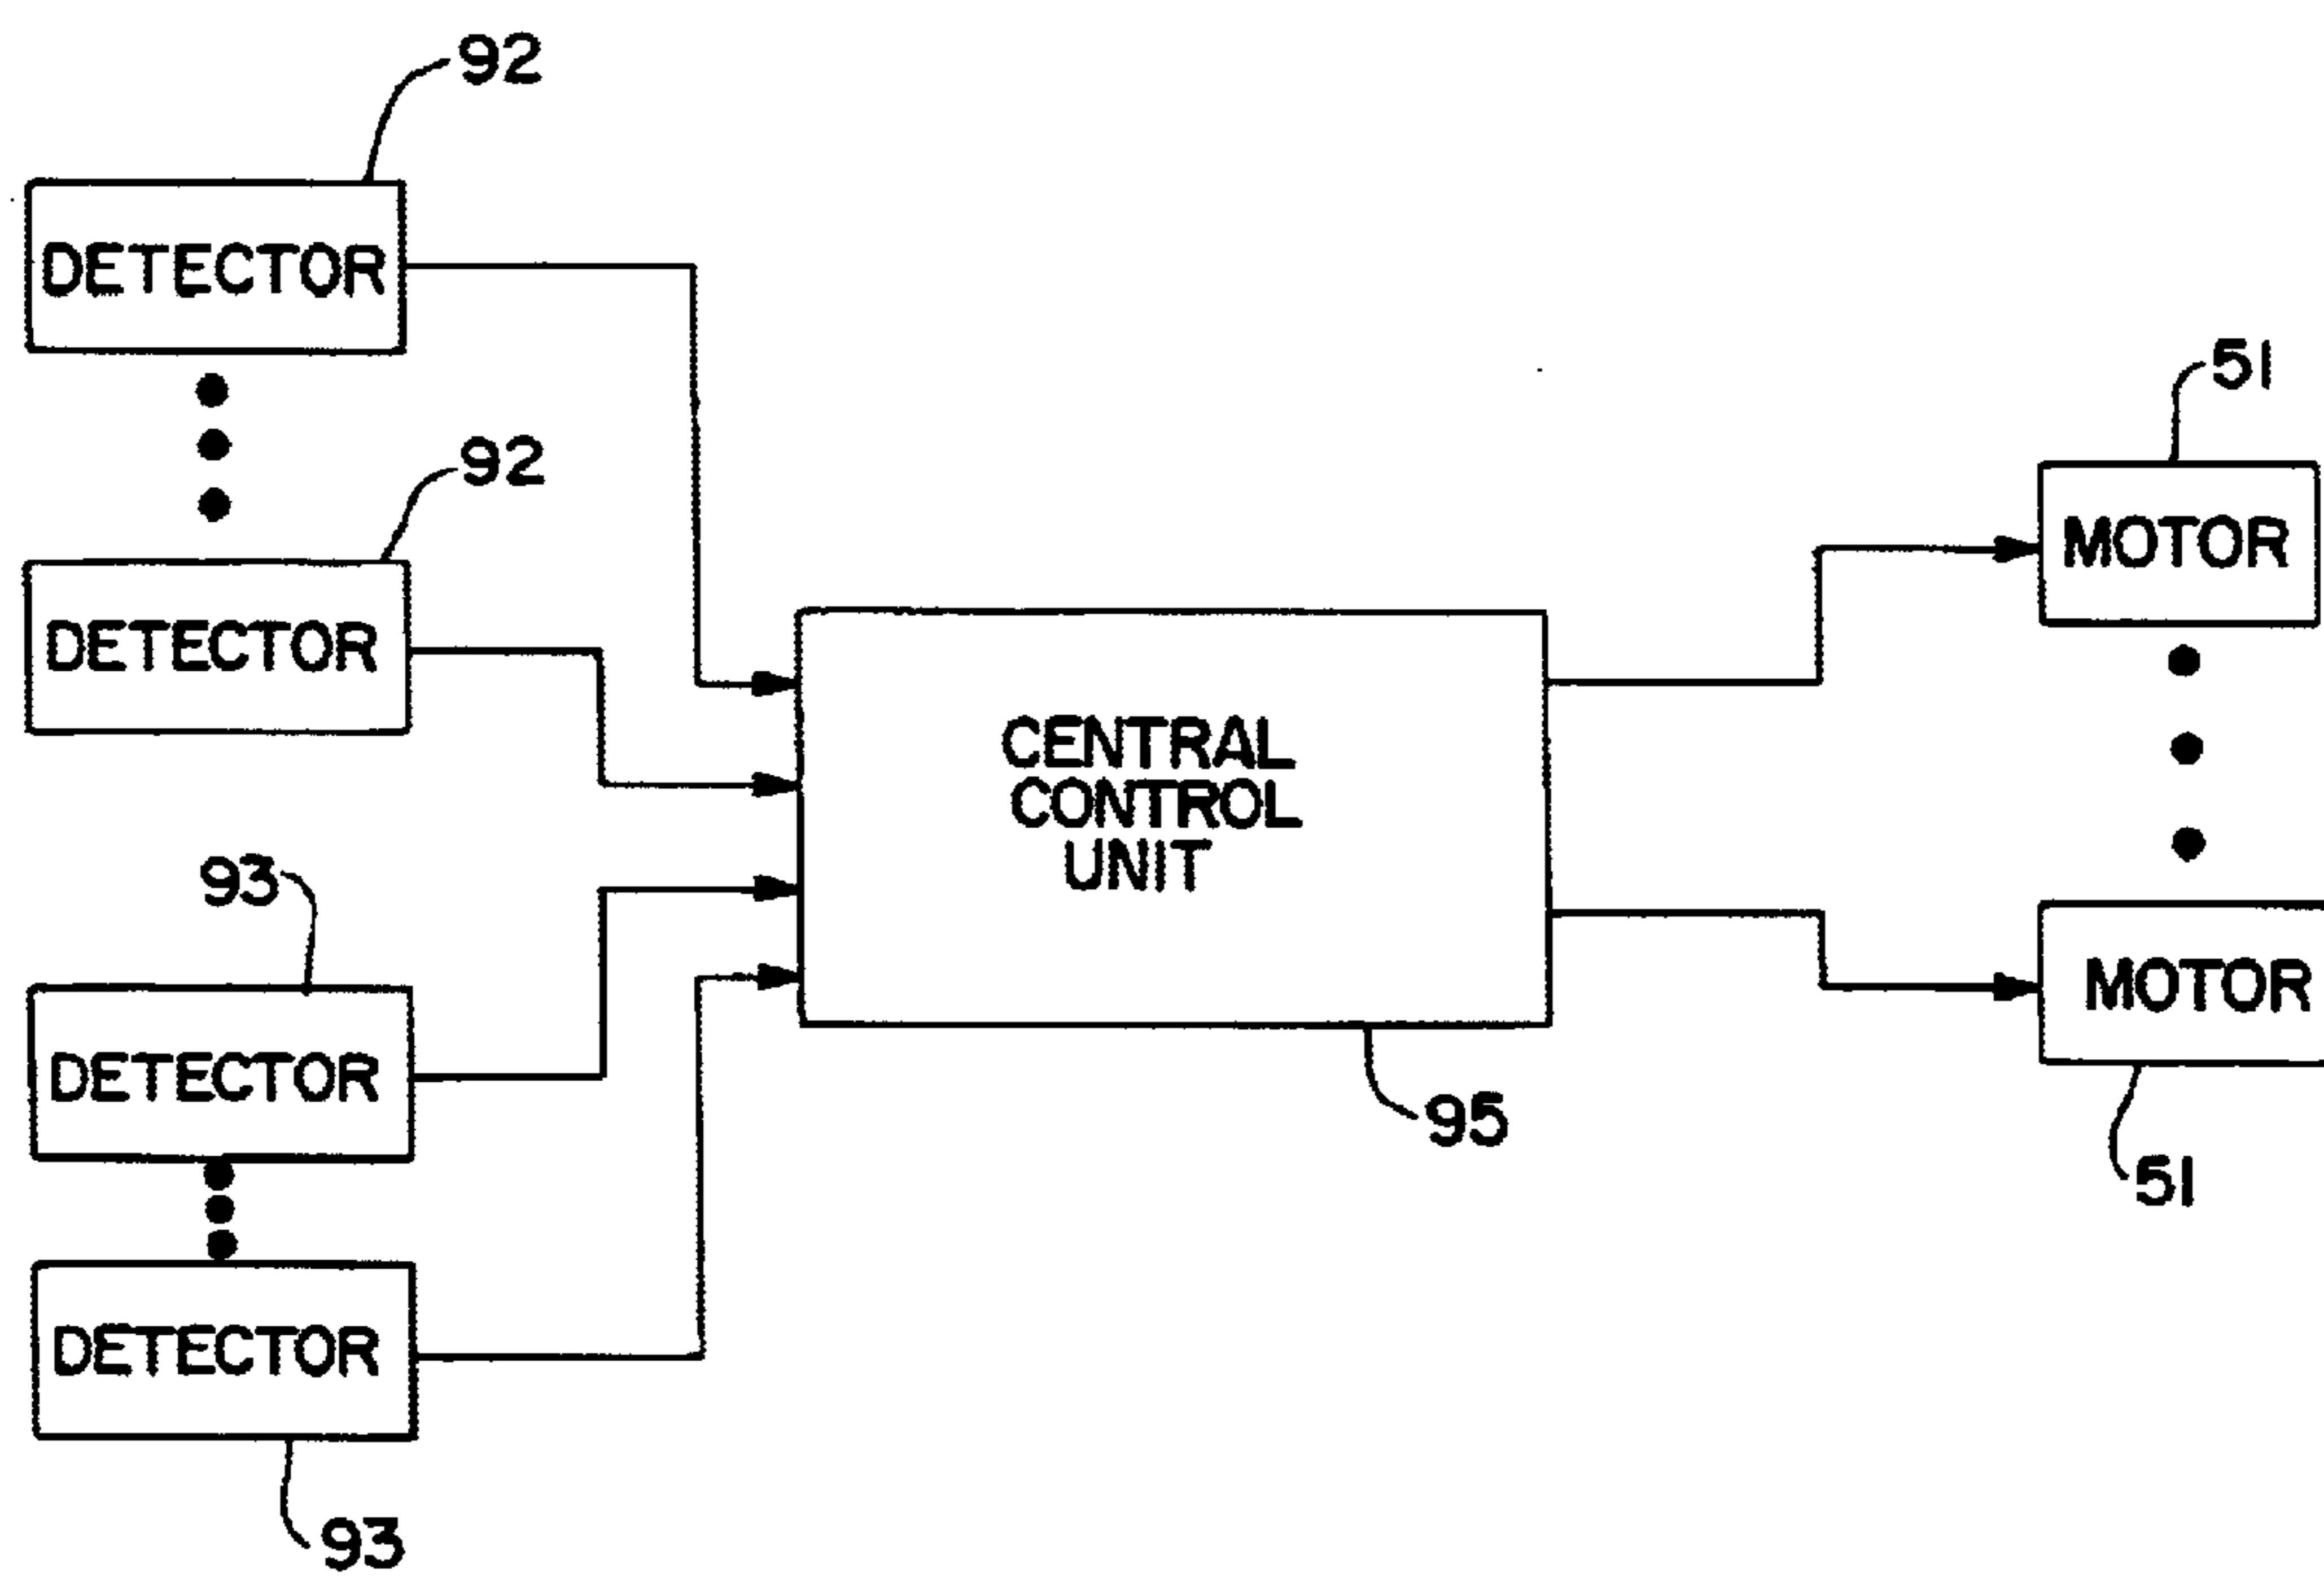 92
DETECTOR
92
DETECTOR
93
DETECTOR
DETECTOR
93
CENTRAL
CONTROL
UNIT
95
51
MOTOR
MOTOR
51